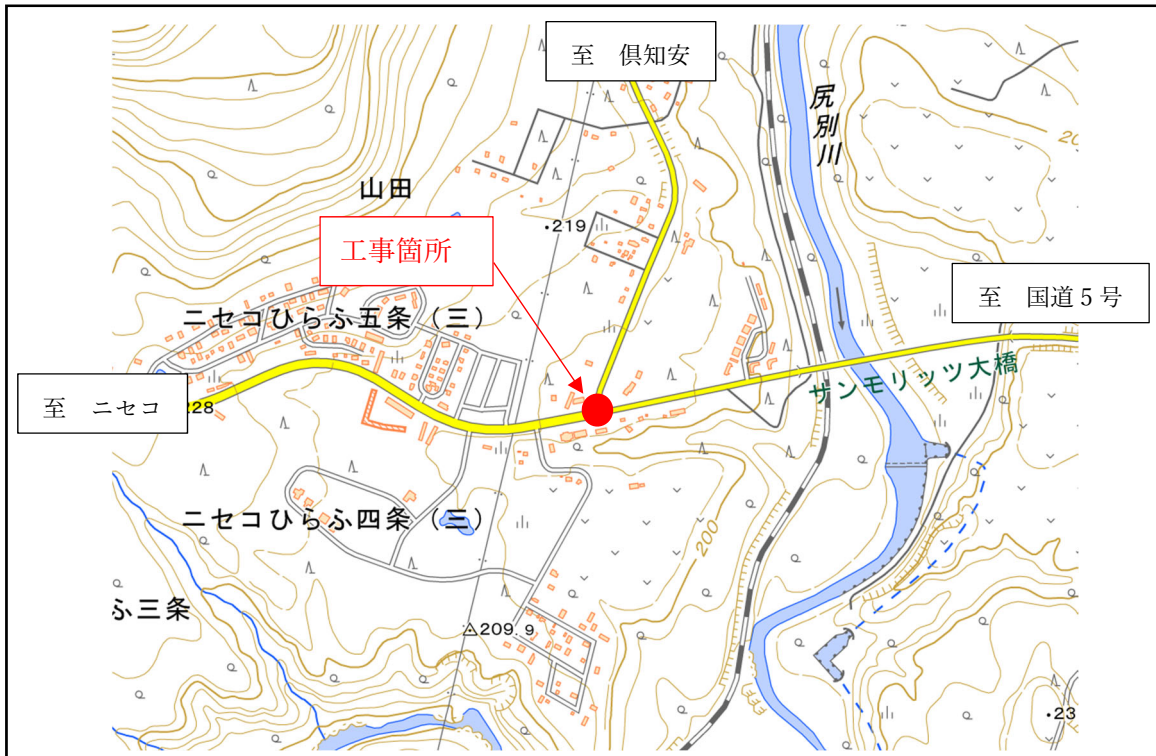 至　倶知安
尻別川
山田
・219
工事箇所
至　国道5号
ニセコひらふ五条（三）
サンモリッツ大橋
至　ニセコ
228
ニセコひらふ四条（三）
200
ふ三条
209.9
・23